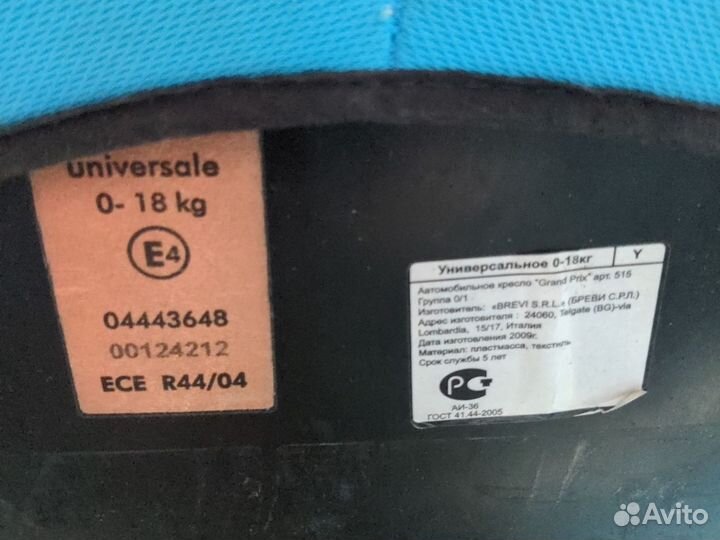 universale
0- 18 kg
E4
04443648
00124212
ECE R44/04
Универсальное 0-18кг Y
Автомобильное кресло "Grand Prix" арт. 515
Группа 0/1
Изготовитель: «BREVI S.R.L.» (БРЕВИ С.Р.Л.)
Адрес изготовителя : 24060, Telgate (BG)-via
Lombardia, 15/17, Италия
Дата изготовления 2009г.
Материал: пластмасса, текстиль
Срок службы 5 лет
АИ-36
ГОСТ 41.44-2005
Avito